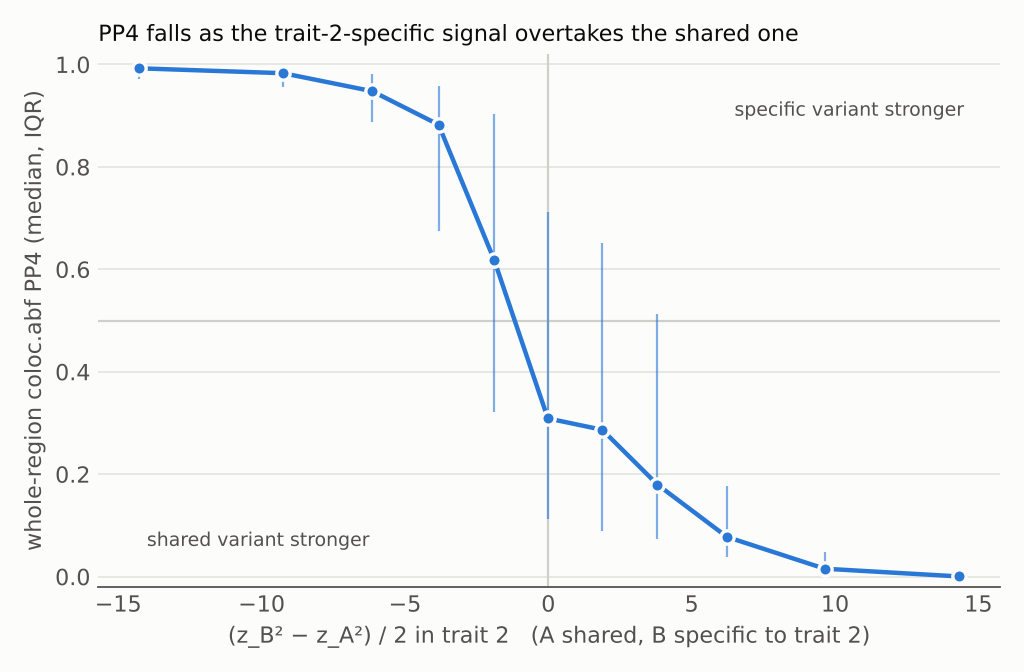 PP4 falls as the trait-2-specific signal overtakes the shared one
whole-region coloc.abf PP4 (median, IQR)
1.0
0.8
0.6
0.4
0.2
0.0
specific variant stronger
shared variant stronger
−15
−10
−5
0
5
10
15
(z_B² − z_A²) / 2 in trait 2   (A shared, B specific to trait 2)